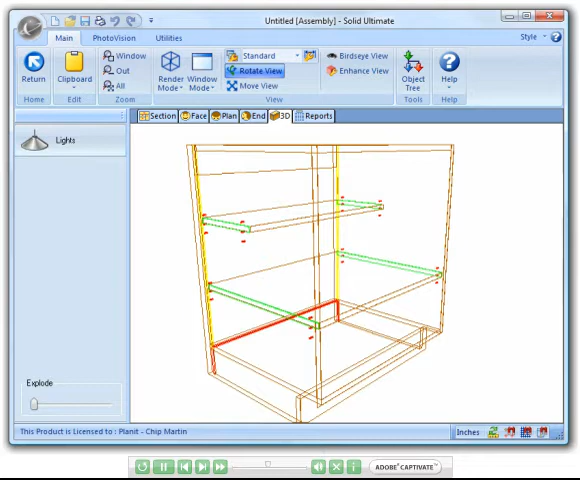 Untitled [Assembly] - Solid Ultimate
Main PhotoVision Utilities Style
Return
Clipboard
Window
Out
All
Render Mode
Window Mode
Standard
Rotate View
Move View
Birdseye View
Enhance View
Object Tree
Help
Home Edit Zoom View Tools Help
Section Face Plan End 3D Reports
Lights
Explode
This Product is Licensed to : Planit - Chip Martin
Inches
ADOBE® CAPTIVATE™